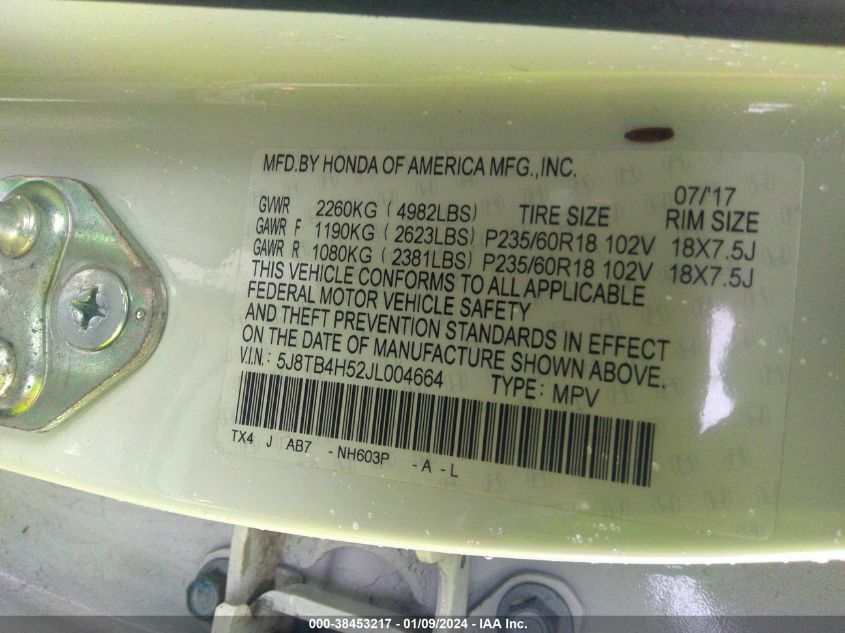 MFD.BY HONDA OF AMERICA MFG.,INC.
07/'17
GVWR 2260KG (4982LBS) TIRE SIZE RIM SIZE
GAWR F 1190KG (2623LBS) P235/60R18 102V 18X7.5J
GAWR R 1080KG (2381LBS) P235/60R18 102V 18X7.5J
THIS VEHICLE CONFORMS TO ALL APPLICABLE
FEDERAL MOTOR VEHICLE SAFETY
AND THEFT PREVENTION STANDARDS IN EFFECT
ON THE DATE OF MANUFACTURE SHOWN ABOVE.
V.I.N.: 5J8TB4H52JL004664 TYPE: MPV
TX4 J AB7 -NH603P -A-L
000-38453217 - 01/09/2024 - IAA Inc.